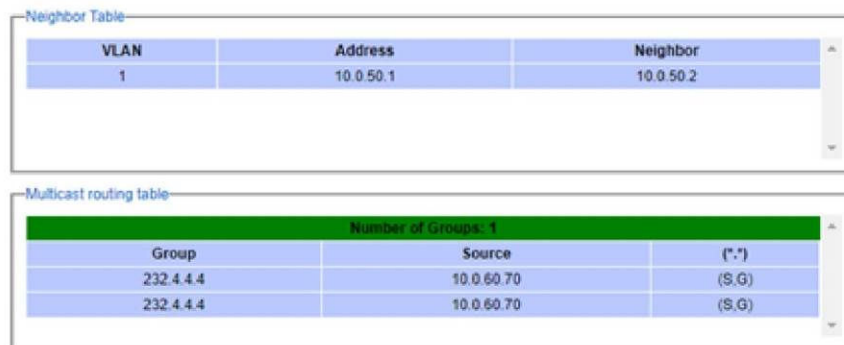 Neighbor Table
VLAN Address Neighbor
1 10.0.50.1 10.0.50.2
Multicast routing table
Number of Groups: 1
Group Source (*.*)
232.4.4.4 10.0.60.70 (S,G)
232.4.4.4 10.0.60.70 (S,G)